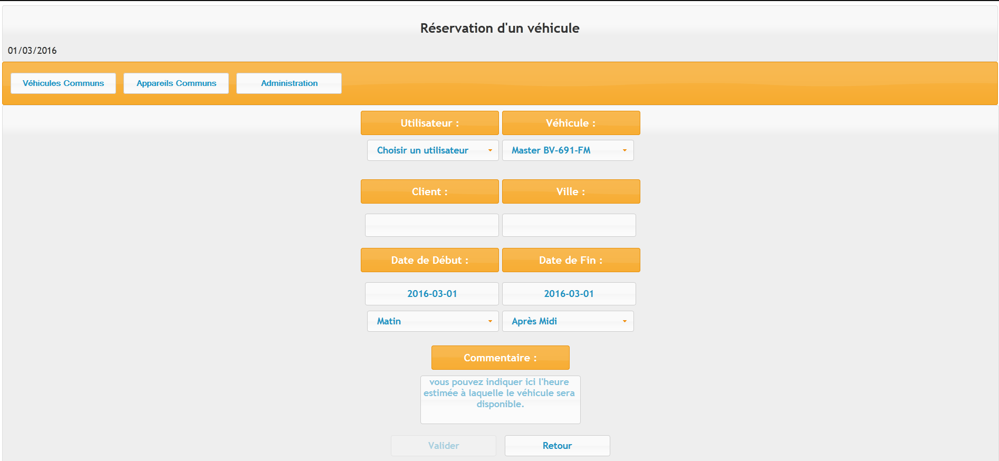 Réservation d'un véhicule
01/03/2016
Véhicules Communs Appareils Communs Administration
Utilisateur : Véhicule :
Choisir un utilisateur Master BV-691-FM
Client : Ville :
Date de Début : Date de Fin :
2016-03-01 2016-03-01
Matin Après Midi
Commentaire :
vous pouvez indiquer ici l'heure
estimée à laquelle le véhicule sera
disponible.
Valider Retour